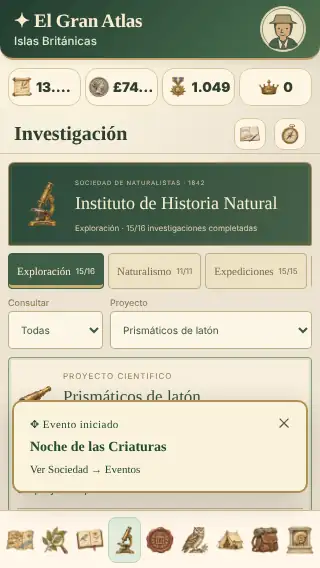 ✦ El Gran Atlas
Islas Británicas
13.... £74... 1.049 0
Investigación
SOCIEDAD DE NATURALISTAS · 1842
Instituto de Historia Natural
Exploración · 15/16 investigaciones completadas
Exploración 15/16 Naturalismo 11/11 Expediciones 15/15
Consultar Proyecto
Todas Prismáticos de latón
PROYECTO CIENTÍFICO
Prismáticos de latón
✥ Evento iniciado
Noche de las Criaturas
Ver Sociedad → Eventos